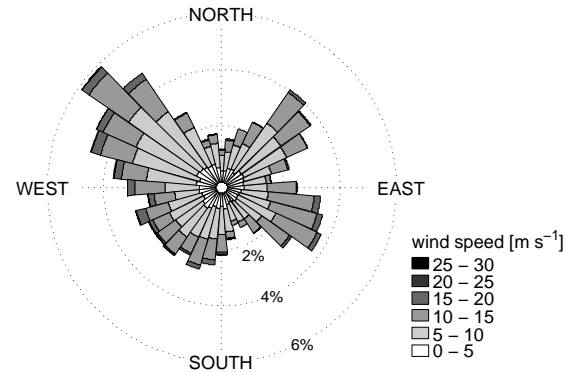 NORTH
WEST
EAST
2%
4%
6%
SOUTH
wind speed [m s⁻¹]
25 – 30
20 – 25
15 – 20
10 – 15
5 – 10
0 – 5